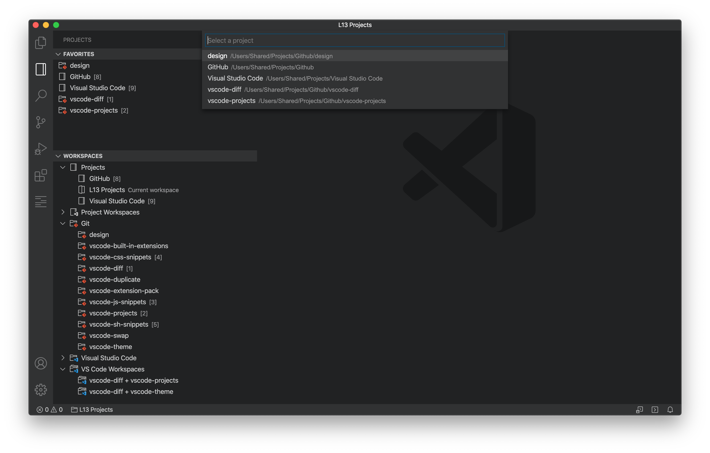 L13 Projects
PROJECTS
Select a project
design /Users/Shared/Projects/Github/design
GitHub /Users/Shared/Projects/Github
Visual Studio Code /Users/Shared/Projects/Visual Studio Code
vscode-diff /Users/Shared/Projects/Github/vscode-diff
vscode-projects /Users/Shared/Projects/Github/vscode-projects
FAVORITES
design
GitHub [8]
Visual Studio Code [9]
vscode-diff [1]
vscode-projects [2]
WORKSPACES
Projects
GitHub [8]
L13 Projects Current workspace
Visual Studio Code [9]
Project Workspaces
Git
design
vscode-built-in-extensions
vscode-css-snippets [4]
vscode-diff [1]
vscode-duplicate
vscode-extension-pack
vscode-js-snippets [3]
vscode-projects [2]
vscode-sh-snippets [5]
vscode-swap
vscode-theme
Visual Studio Code
VS Code Workspaces
vscode-diff + vscode-projects
vscode-diff + vscode-theme
0 0 L13 Projects